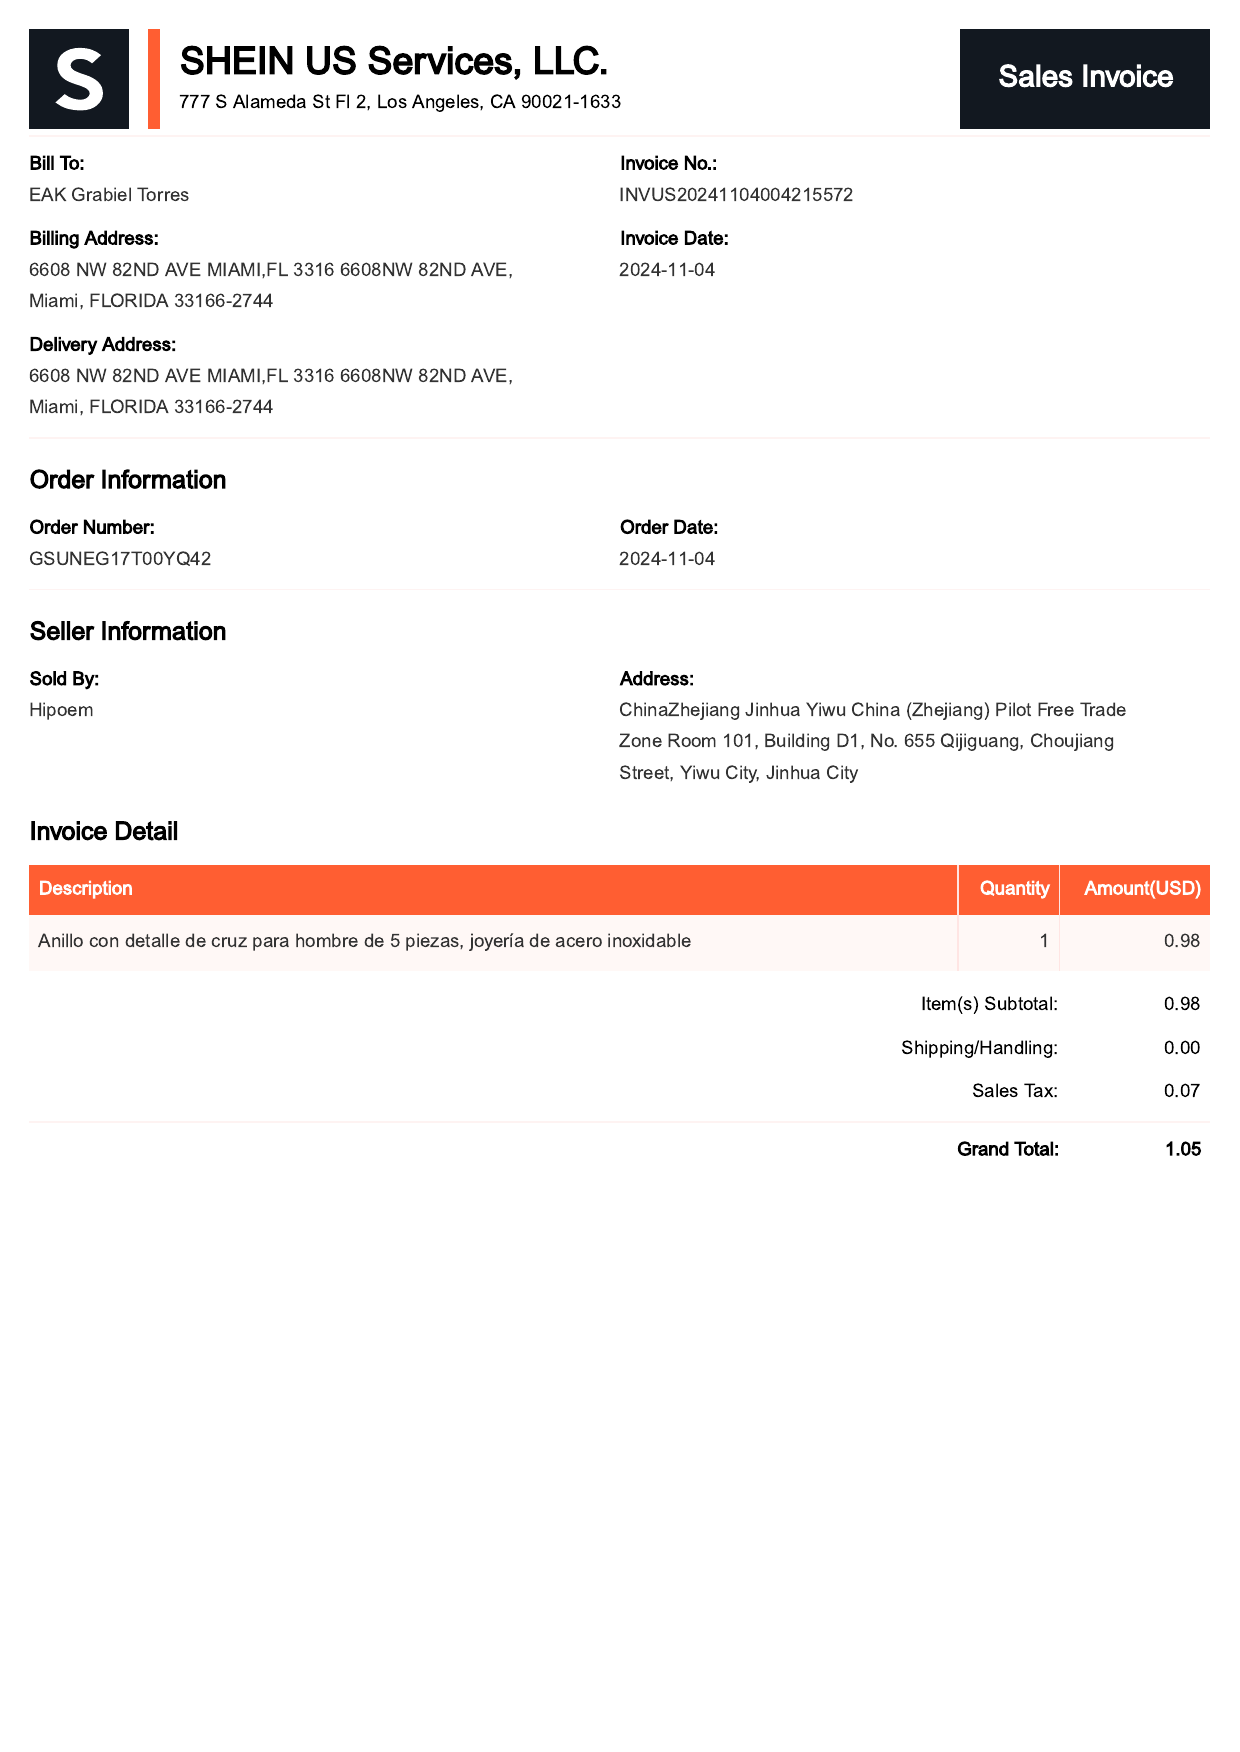 S
SHEIN US Services, LLC.
777 S Alameda St Fl 2, Los Angeles, CA 90021-1633
Sales Invoice
Bill To:
EAK Grabiel Torres
Invoice No.:
INVUS20241104004215572
Billing Address:
6608 NW 82ND AVE MIAMI,FL 3316 6608NW 82ND AVE,
Miami, FLORIDA 33166-2744
Invoice Date:
2024-11-04
Delivery Address:
6608 NW 82ND AVE MIAMI,FL 3316 6608NW 82ND AVE,
Miami, FLORIDA 33166-2744
Order Information
Order Number:
GSUNEG17T00YQ42
Order Date:
2024-11-04
Seller Information
Sold By:
Hipoem
Address:
ChinaZhejiang Jinhua Yiwu China (Zhejiang) Pilot Free Trade
Zone Room 101, Building D1, No. 655 Qijiguang, Choujiang
Street, Yiwu City, Jinhua City
Invoice Detail
Description Quantity Amount(USD)
Anillo con detalle de cruz para hombre de 5 piezas, joyería de acero inoxidable 1 0.98
Item(s) Subtotal: 0.98
Shipping/Handling: 0.00
Sales Tax: 0.07
Grand Total: 1.05